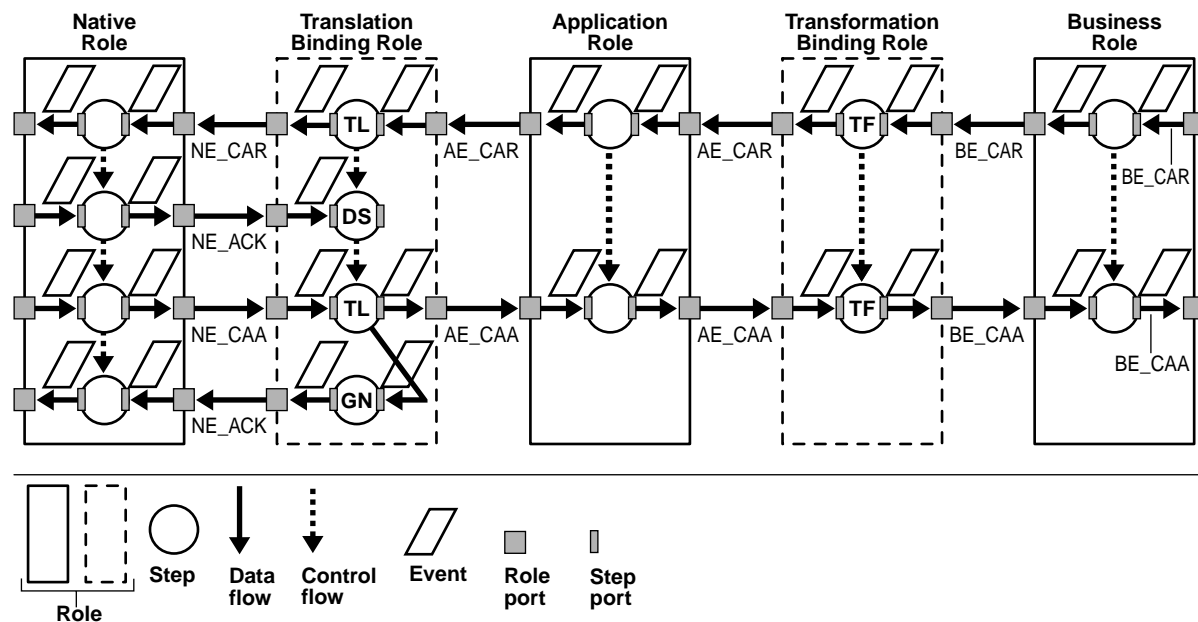 Native
Role
Translation
Binding Role
Application
Role
Transformation
Binding Role
Business
Role
TL
TF
NE_CAR
AE_CAR
AE_CAR
BE_CAR
BE_CAR
DS
NE_ACK
TL
TF
NE_CAA
AE_CAA
AE_CAA
BE_CAA
BE_CAA
GN
NE_ACK
Step
Data
flow
Control
flow
Event
Role
port
Step
port
Role